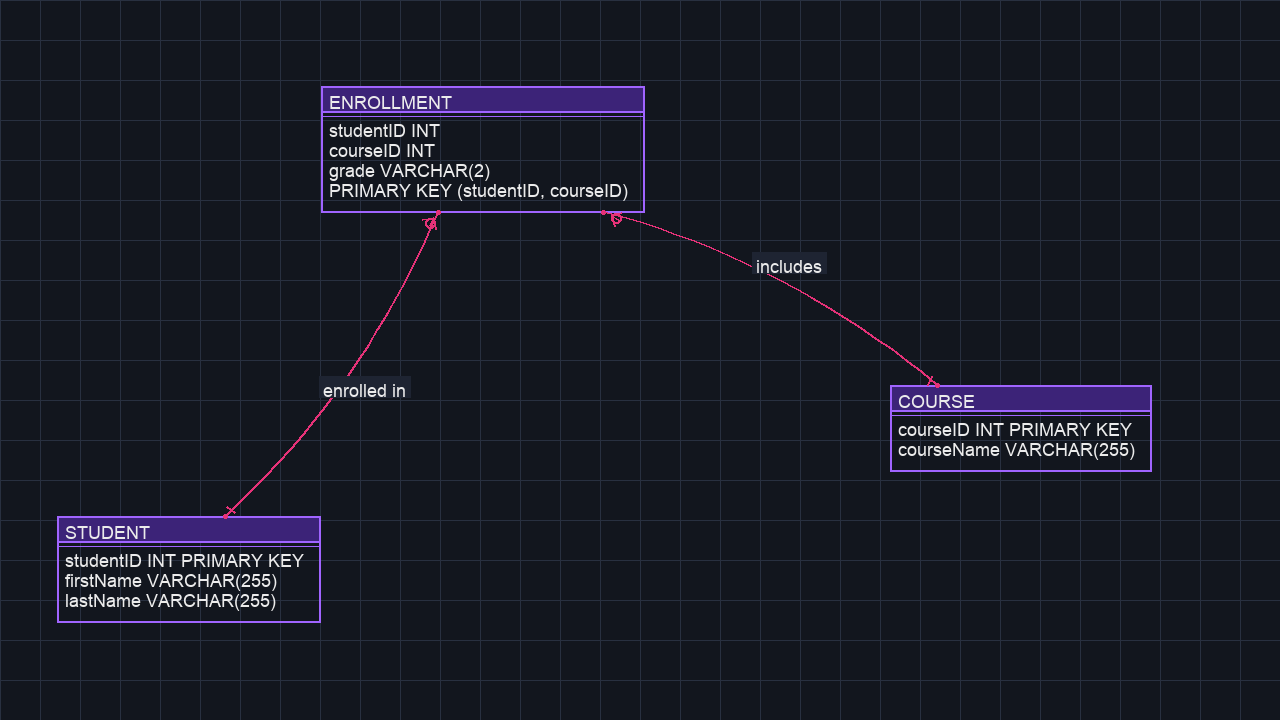 ENROLLMENT
studentID INT
courseID INT
grade VARCHAR(2)
PRIMARY KEY (studentID, courseID)
includes
enrolled in
COURSE
courseID INT PRIMARY KEY
courseName VARCHAR(255)
STUDENT
studentID INT PRIMARY KEY
firstName VARCHAR(255)
lastName VARCHAR(255)